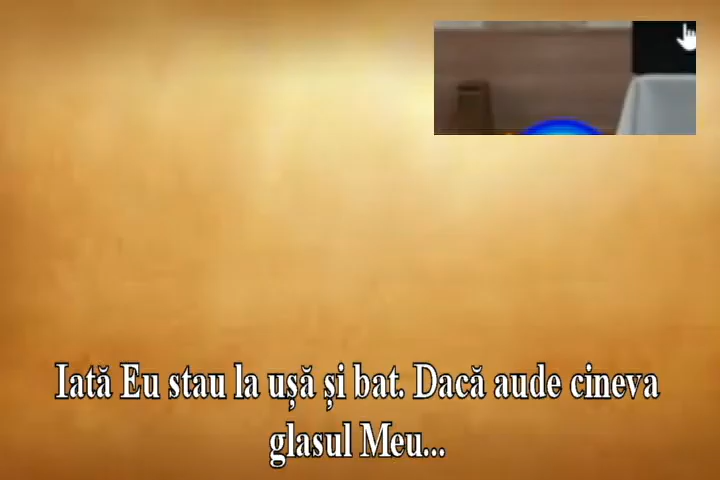 Iată Eu stau la ușă și bat. Dacă aude cineva
glasul Meu...